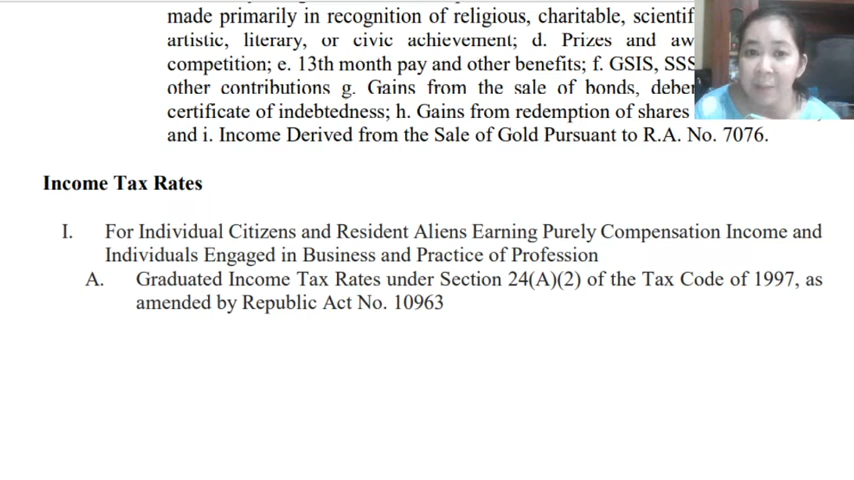 made primarily in recognition of religious, charitable, scientif
artistic, literary, or civic achievement; d. Prizes and aw
competition; e. 13th month pay and other benefits; f. GSIS, SSS
other contributions g. Gains from the sale of bonds, deben
certificate of indebtedness; h. Gains from redemption of shares
and i. Income Derived from the Sale of Gold Pursuant to R.A. No. 7076.
Income Tax Rates
I. For Individual Citizens and Resident Aliens Earning Purely Compensation Income and
Individuals Engaged in Business and Practice of Profession
A. Graduated Income Tax Rates under Section 24(A)(2) of the Tax Code of 1997, as
amended by Republic Act No. 10963